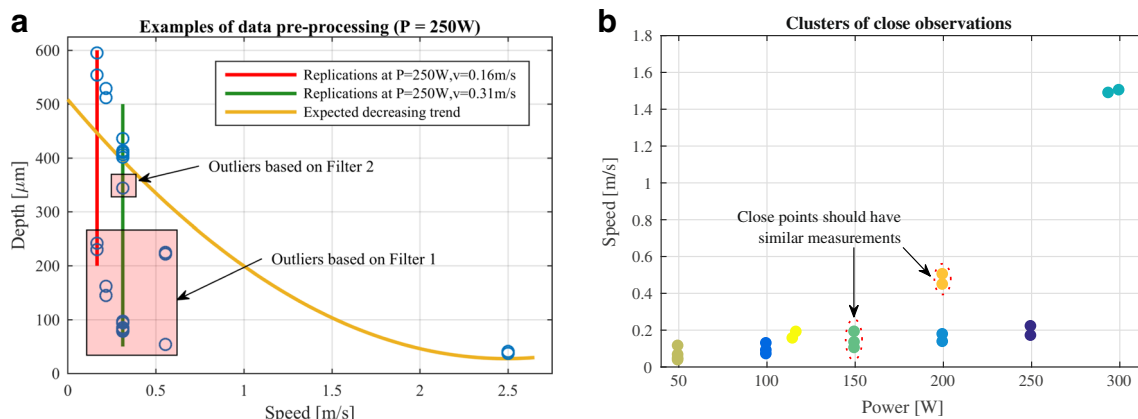 a
Examples of data pre-processing (P = 250W)
600
500
400
300
200
100
0
Depth [μm]
Replications at P=250W,v=0.16m/s
Replications at P=250W,v=0.31m/s
Expected decreasing trend
Outliers based on Filter 2
Outliers based on Filter 1
0 0.5 1 1.5 2 2.5
Speed [m/s]
b
Clusters of close observations
1.8
1.6
1.4
1.2
1
0.8
0.6
0.4
0.2
0
Speed [m/s]
Close points should have
similar measurements
50 100 150 200 250 300
Power [W]